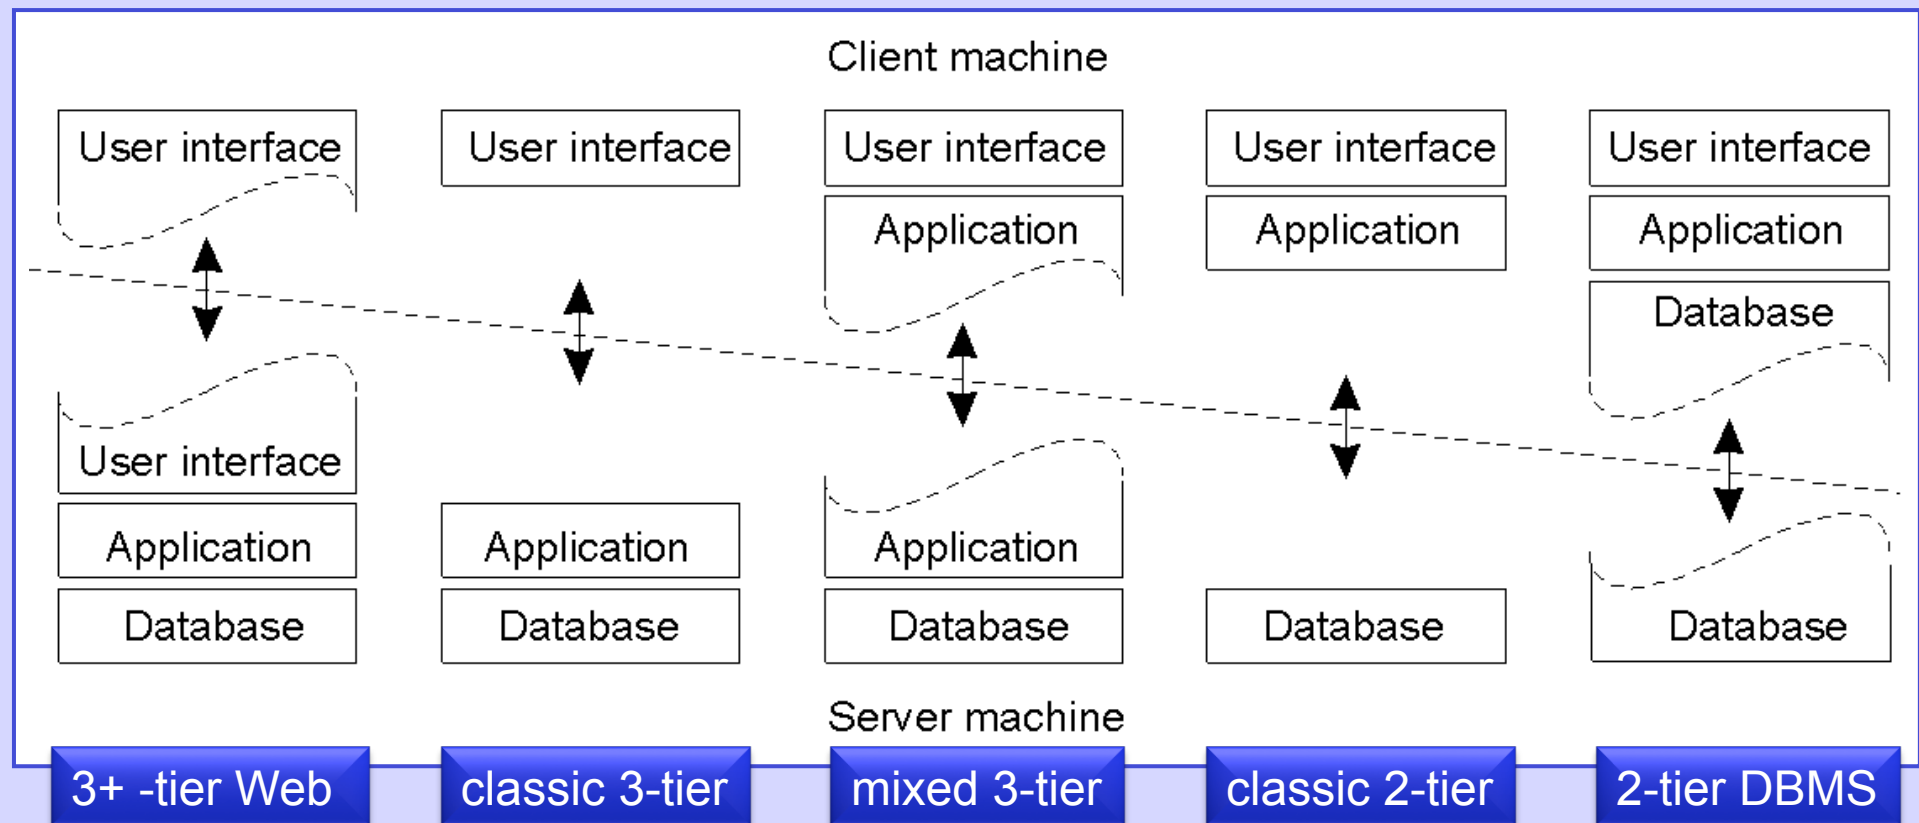 Client machine
User interface User interface User interface User interface User interface
Application Application Application
Database
User interface
Application Application Application
Database Database Database Database Database
Server machine
3+ -tier Web classic 3-tier mixed 3-tier classic 2-tier 2-tier DBMS